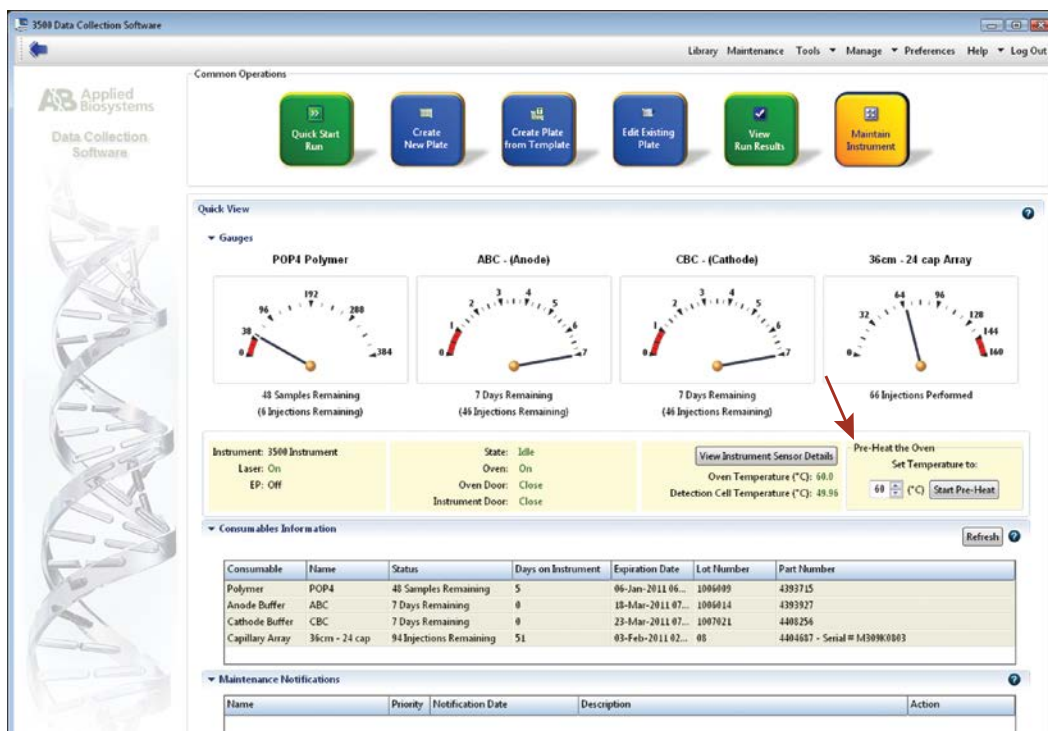 3500 Data Collection Software
Library Maintenance Tools Manage Preferences Help Log Out
AB Applied Biosystems
Data Collection
Software
Common Operations
Quick Start
Run
Create
New Plate
Create Plate
from Template
Edit Existing
Plate
View
Run Results
Maintain
Instrument
Quick View
Gauges
POP4 Polymer
0 38 96 192 288 384
48 Samples Remaining
(6 Injections Remaining)
ABC - (Anode)
0 1 2 3 4 5 6 7
7 Days Remaining
(46 Injections Remaining)
CBC - (Cathode)
0 1 2 3 4 5 6 7
7 Days Remaining
(46 Injections Remaining)
36cm - 24 cap Array
0 32 64 96 128 144 160
66 Injections Performed
Instrument: 3500 Instrument
Laser: On
EP: Off
State: Idle
Oven: On
Oven Door: Close
Instrument Door: Close
View Instrument Sensor Details
Oven Temperature (°C): 60.0
Detection Cell Temperature (°C): 49.96
Pre-Heat the Oven
Set Temperature to:
60 (°C) Start Pre-Heat
Consumables Information
Refresh
Consumable Name Status Days on Instrument Expiration Date Lot Number Part Number
Polymer POP4 48 Samples Remaining 5 06-Jan-2011 06... 1006009 4393715
Anode Buffer ABC 7 Days Remaining 0 18-Mar-2011 07... 1006014 4393927
Cathode Buffer CBC 7 Days Remaining 0 23-Mar-2011 07... 1007021 4408256
Capillary Array 36cm - 24 cap 94 Injections Remaining 51 03-Feb-2011 02... 08 4404687 - Serial # M309K0803
Maintenance Notifications
Name Priority Notification Date Description Action